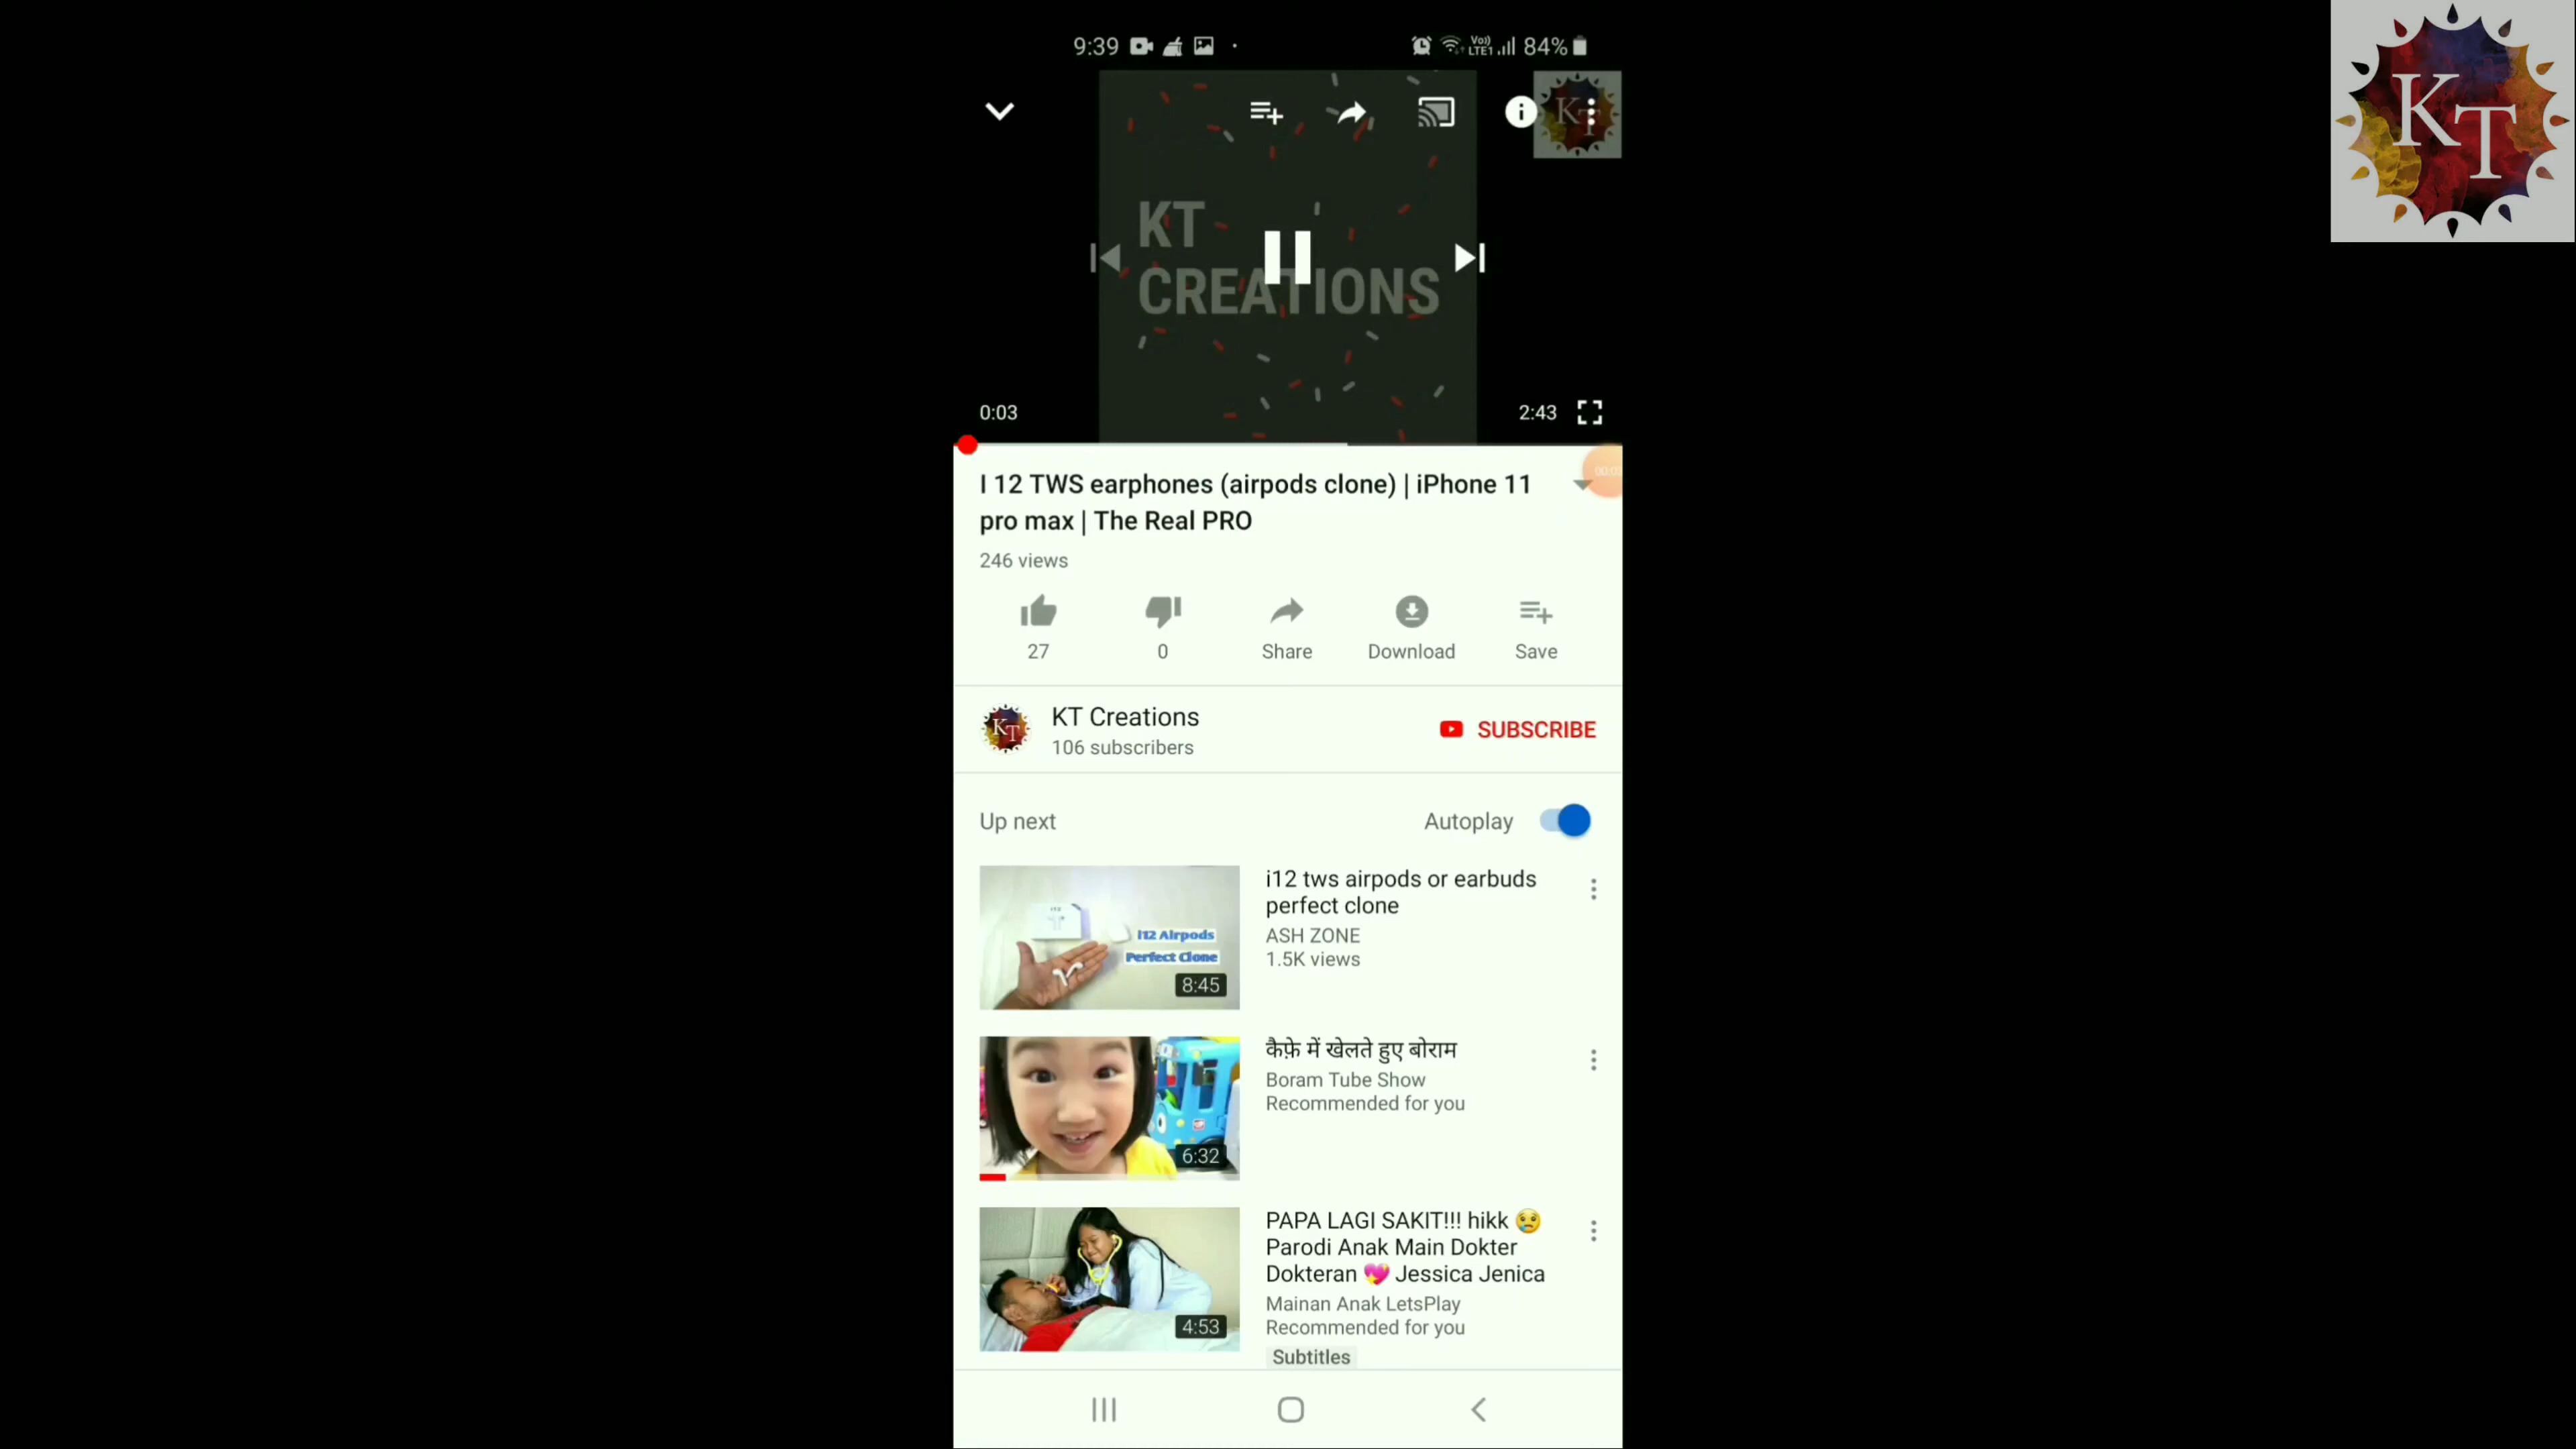 9:39
Vo)) LTE1 84%
KT
KT
KT
CREATIONS
0:03
2:43
I 12 TWS earphones (airpods clone) | iPhone 11
pro max | The Real PRO
246 views
27
0
Share
Download
Save
KT
KT Creations
106 subscribers
SUBSCRIBE
Up next
Autoplay
i12 Airpods
Perfect Clone
8:45
i12 tws airpods or earbuds
perfect clone
ASH ZONE
1.5K views
6:32
कैफ़े में खेलते हुए बोराम
Boram Tube Show
Recommended for you
4:53
PAPA LAGI SAKIT!!! hikk 😢
Parodi Anak Main Dokter
Dokteran 💖 Jessica Jenica
Mainan Anak LetsPlay
Recommended for you
Subtitles